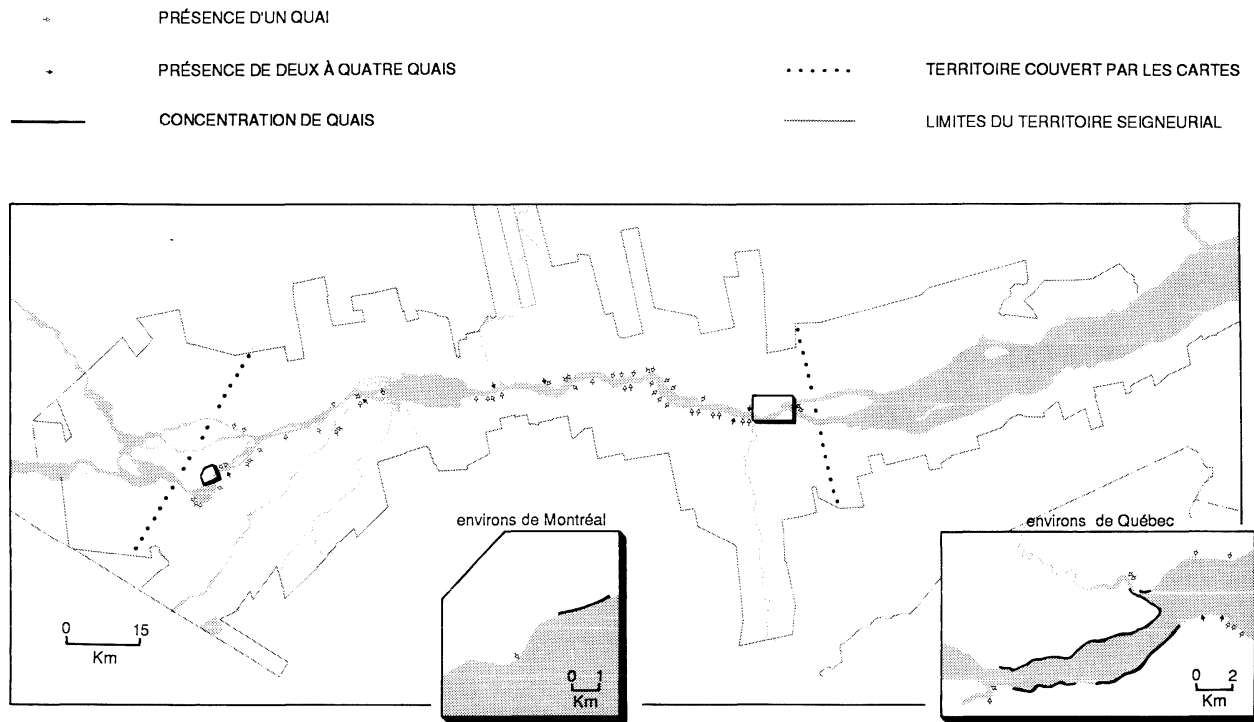 PRÉSENCE D'UN QUAI
PRÉSENCE DE DEUX À QUATRE QUAIS
TERRITOIRE COUVERT PAR LES CARTES
CONCENTRATION DE QUAIS
LIMITES DU TERRITOIRE SEIGNEURIAL
environs de Montréal
environs de Québec
0 15
Km
0 1
Km
0 2
Km